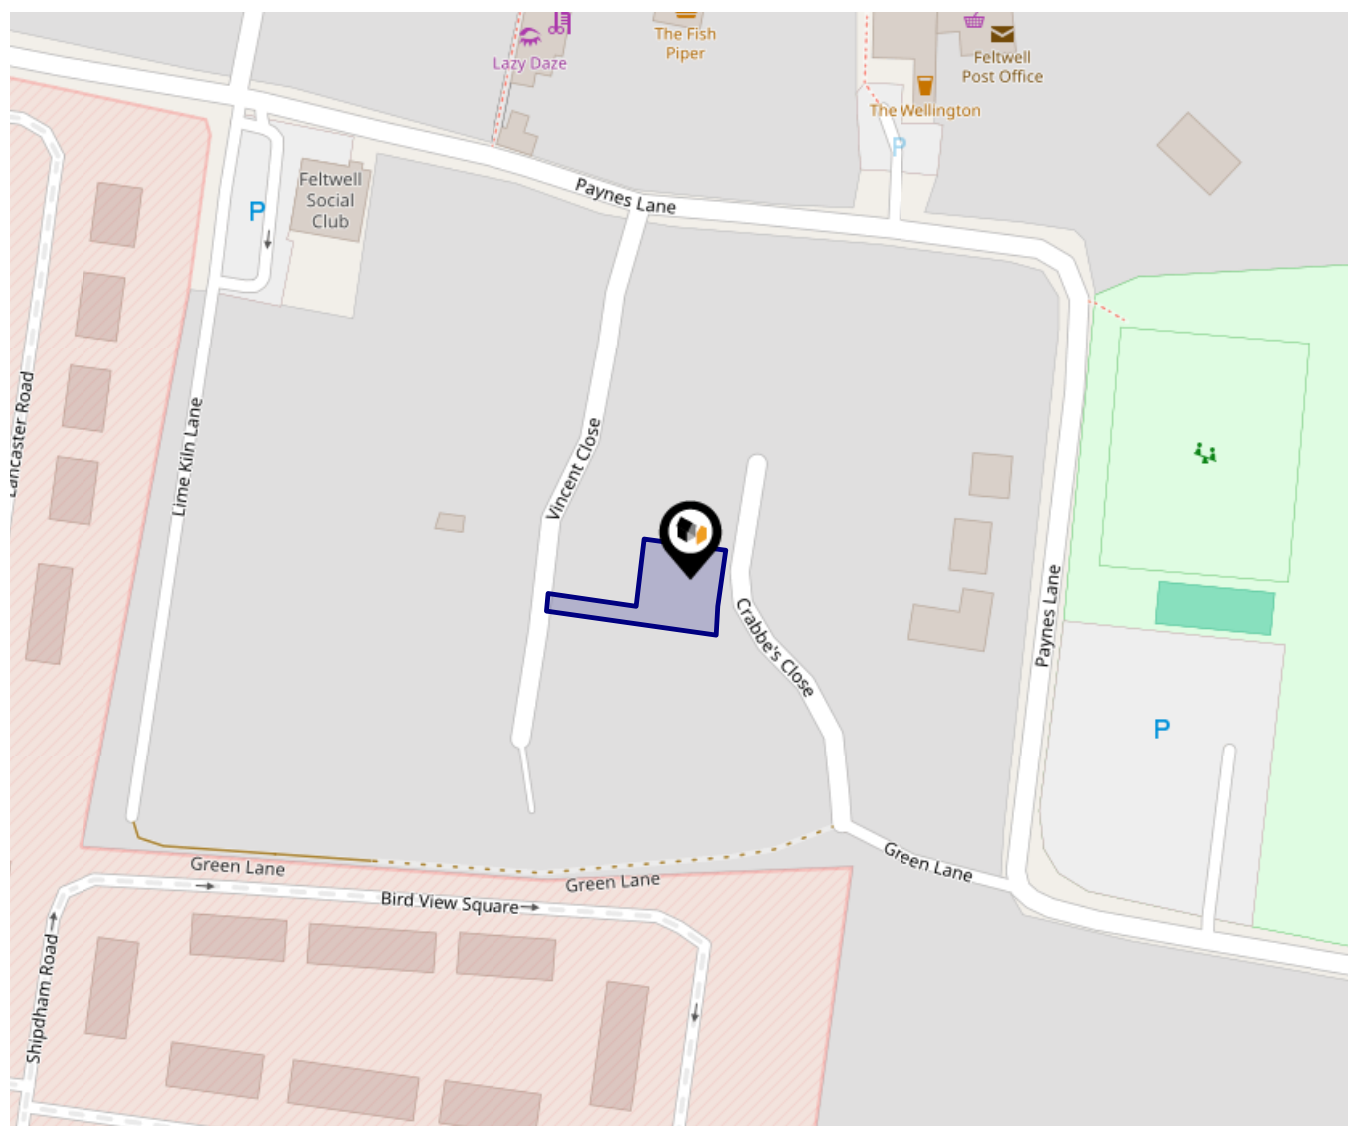 Lazy Daze
The Fish
Piper
Feltwell
Post Office
The Wellington
P
Paynes Lane
Feltwell
Social
Club
P
Lancaster Road
Lime Kiln Lane
Vincent Close
Crabbe's Close
Paynes Lane
P
Green Lane
Green Lane
Green Lane
Bird View Square
Shipdham Road